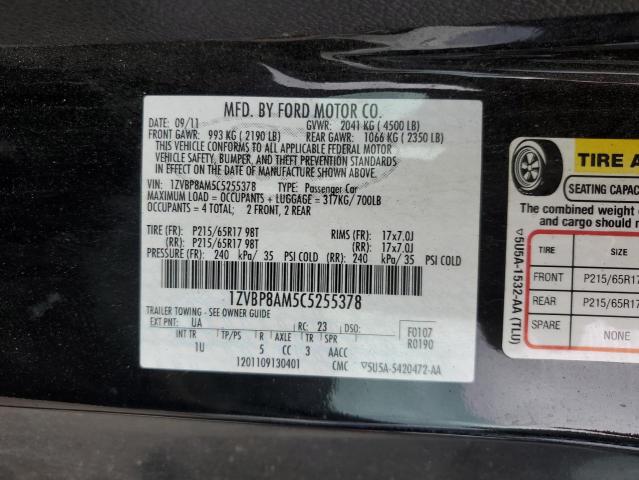 MFD. BY FORD MOTOR CO.
DATE: 09/11 GVWR: 2041 KG (4500 LB)
FRONT GAWR: 993 KG (2190 LB) REAR GAWR: 1066 KG (2350 LB)
THIS VEHICLE CONFORMS TO ALL APPLICABLE FEDERAL MOTOR
VEHICLE SAFETY, BUMPER, AND THEFT PREVENTION STANDARDS
IN EFFECT ON THE DATE OF MANUFACTURE SHOWN ABOVE.
VIN: 1ZVBP8AM5C5255378 TYPE: Passenger Car
MAXIMUM LOAD = OCCUPANTS + LUGGAGE = 317KG/700LB
OCCUPANTS = 4 TOTAL; 2 FRONT, 2 REAR
TIRE (FR): P215/65R17 98T RIMS (FR): 17x7.0J
(RR): P215/65R17 98T (RR): 17x7.0J
PRESSURE (FR): 240 kPa/ 35 PSI COLD (RR): 240 kPa/ 35 PSI COLD
1ZVBP8AM5C5255378
TRAILER TOWING - SEE OWNER GUIDE
EXT PNT: UA RC: 23 DSO: F0107
INT TR TP/PS R AXLE TR SPR R0190
1U 5 CC 3 AACC
1201109130401 CMC ▽5U5A-5420472-AA
TIRE A
SEATING CAPAC
The combined weight o
and cargo should n
TIRE SIZE
FRONT P215/65R17
REAR P215/65R17
SPARE NONE
▽5U5A-1532-AA (TLU)